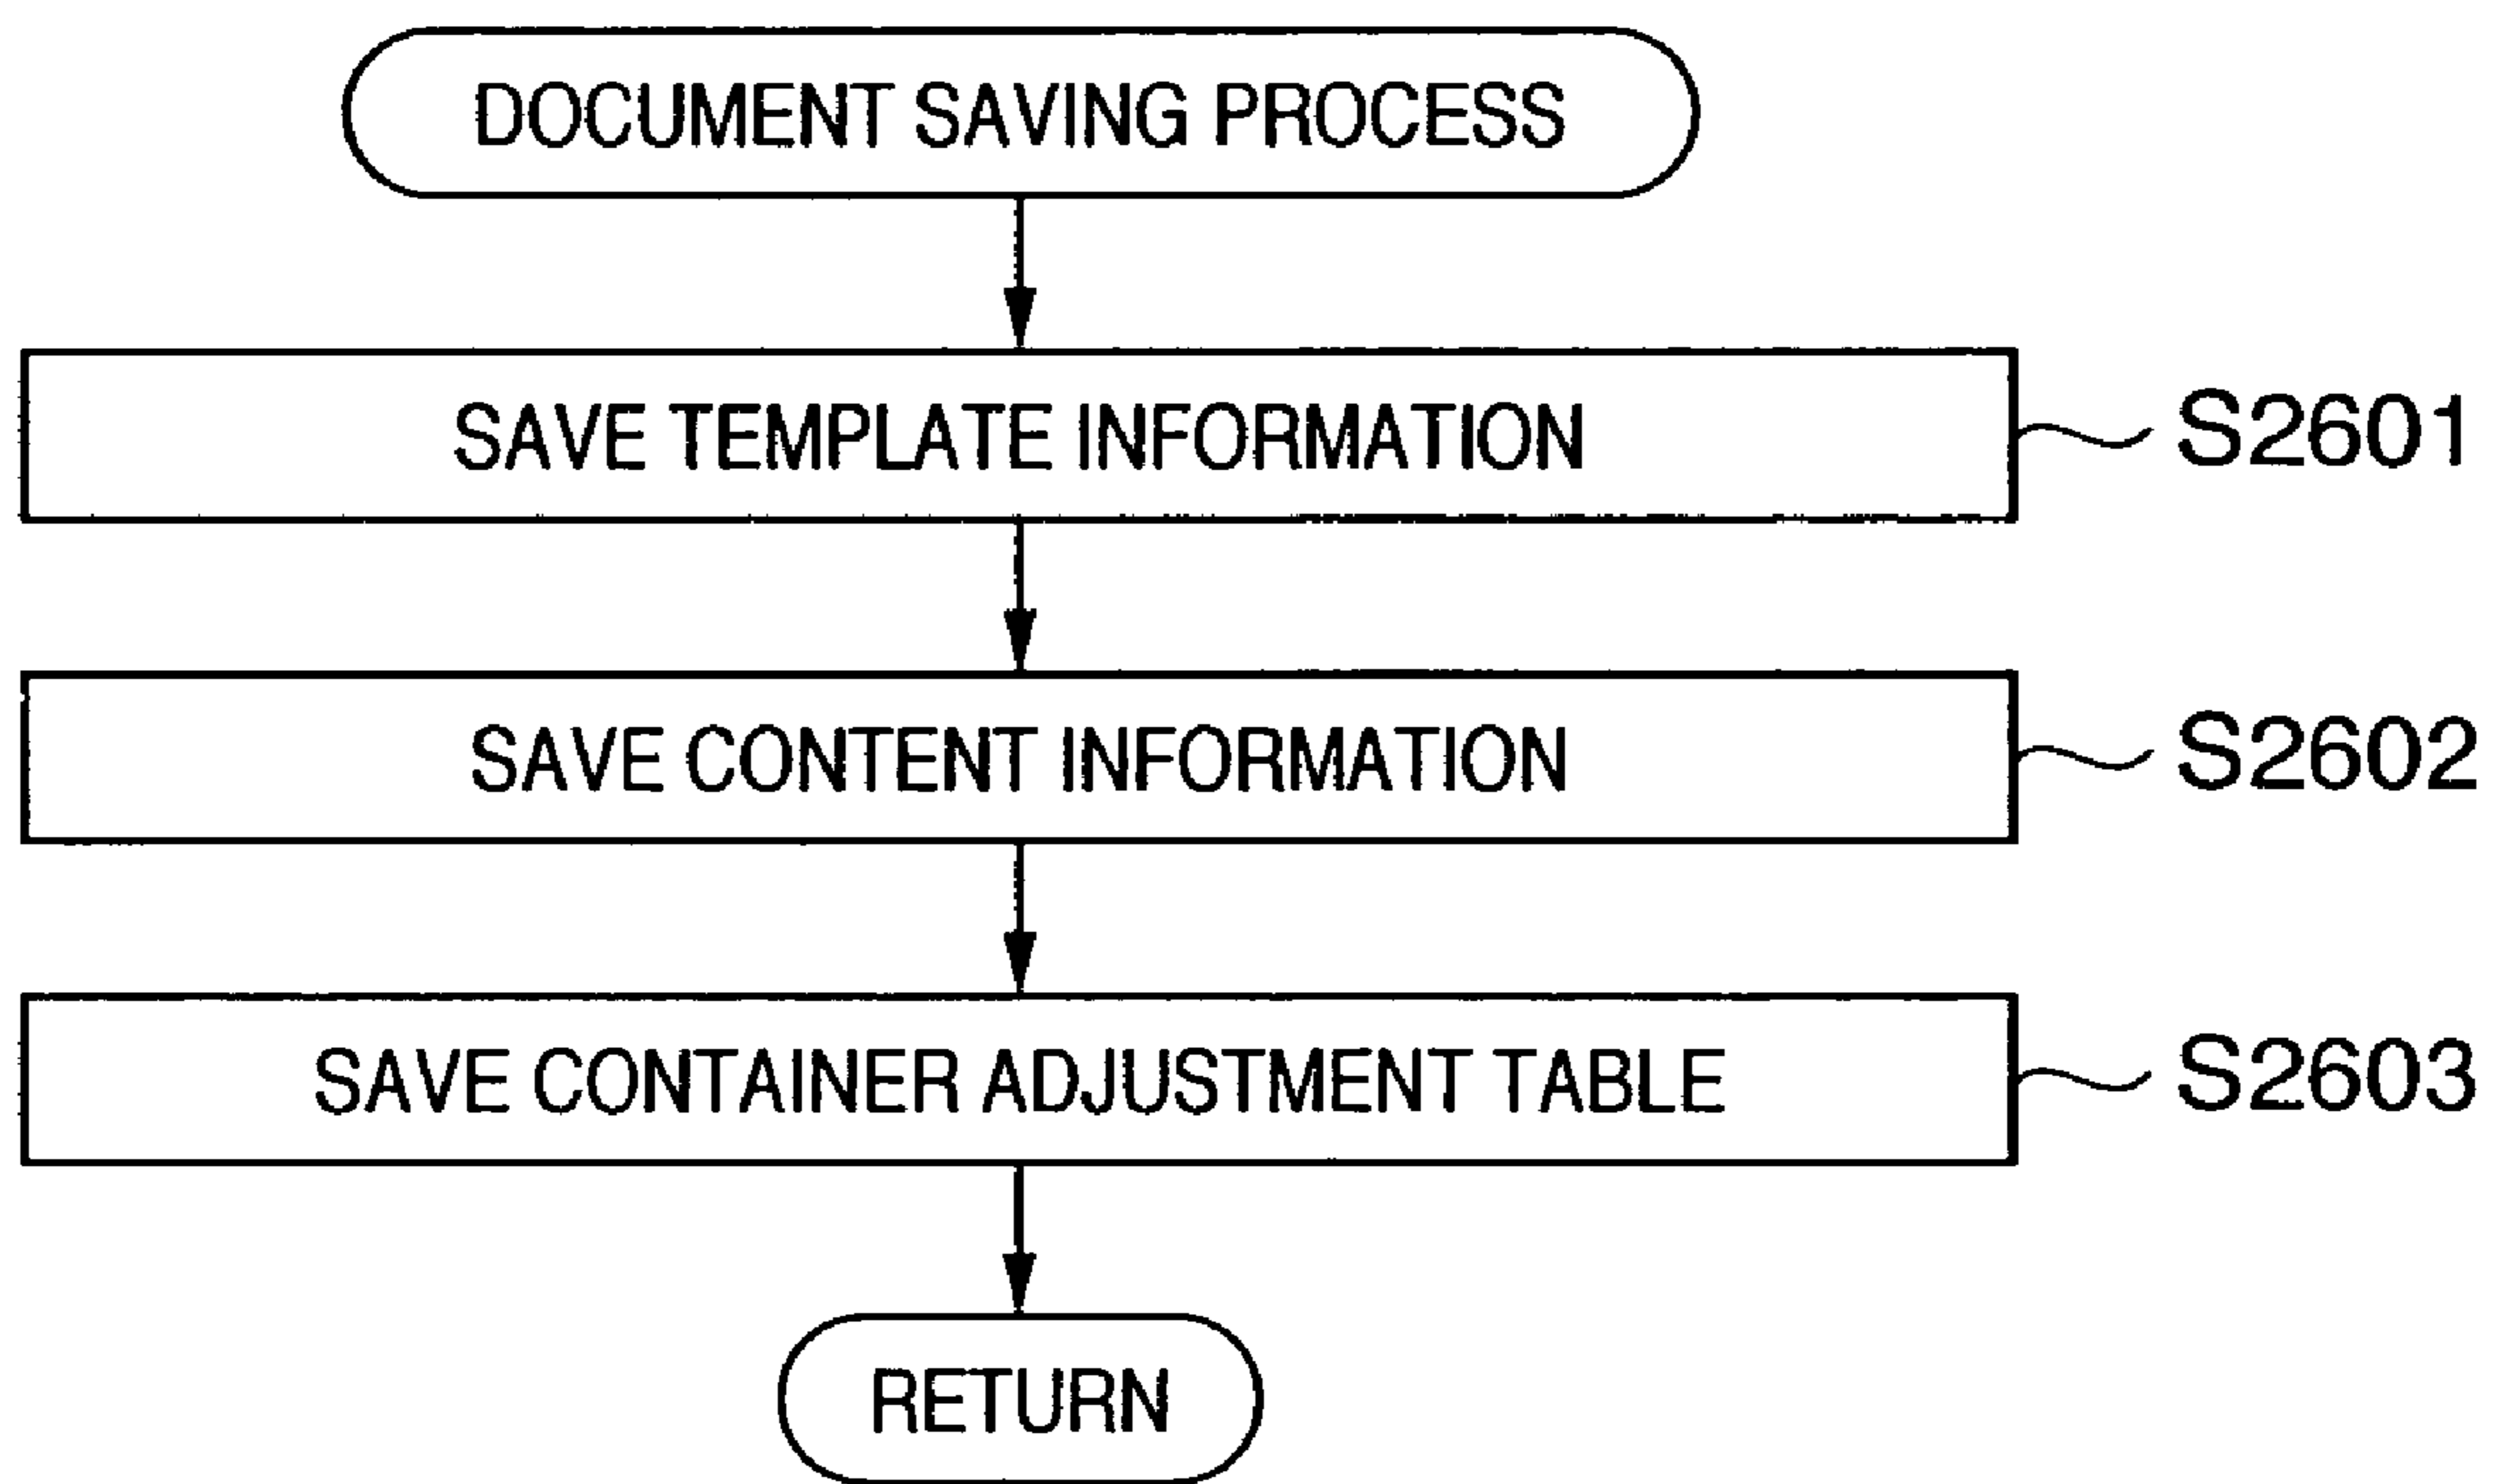 DOCUMENT SAVING PROCESS
SAVE TEMPLATE INFORMATION S2601
SAVE CONTENT INFORMATION S2602
SAVE CONTAINER ADJUSTMENT TABLE S2603
RETURN